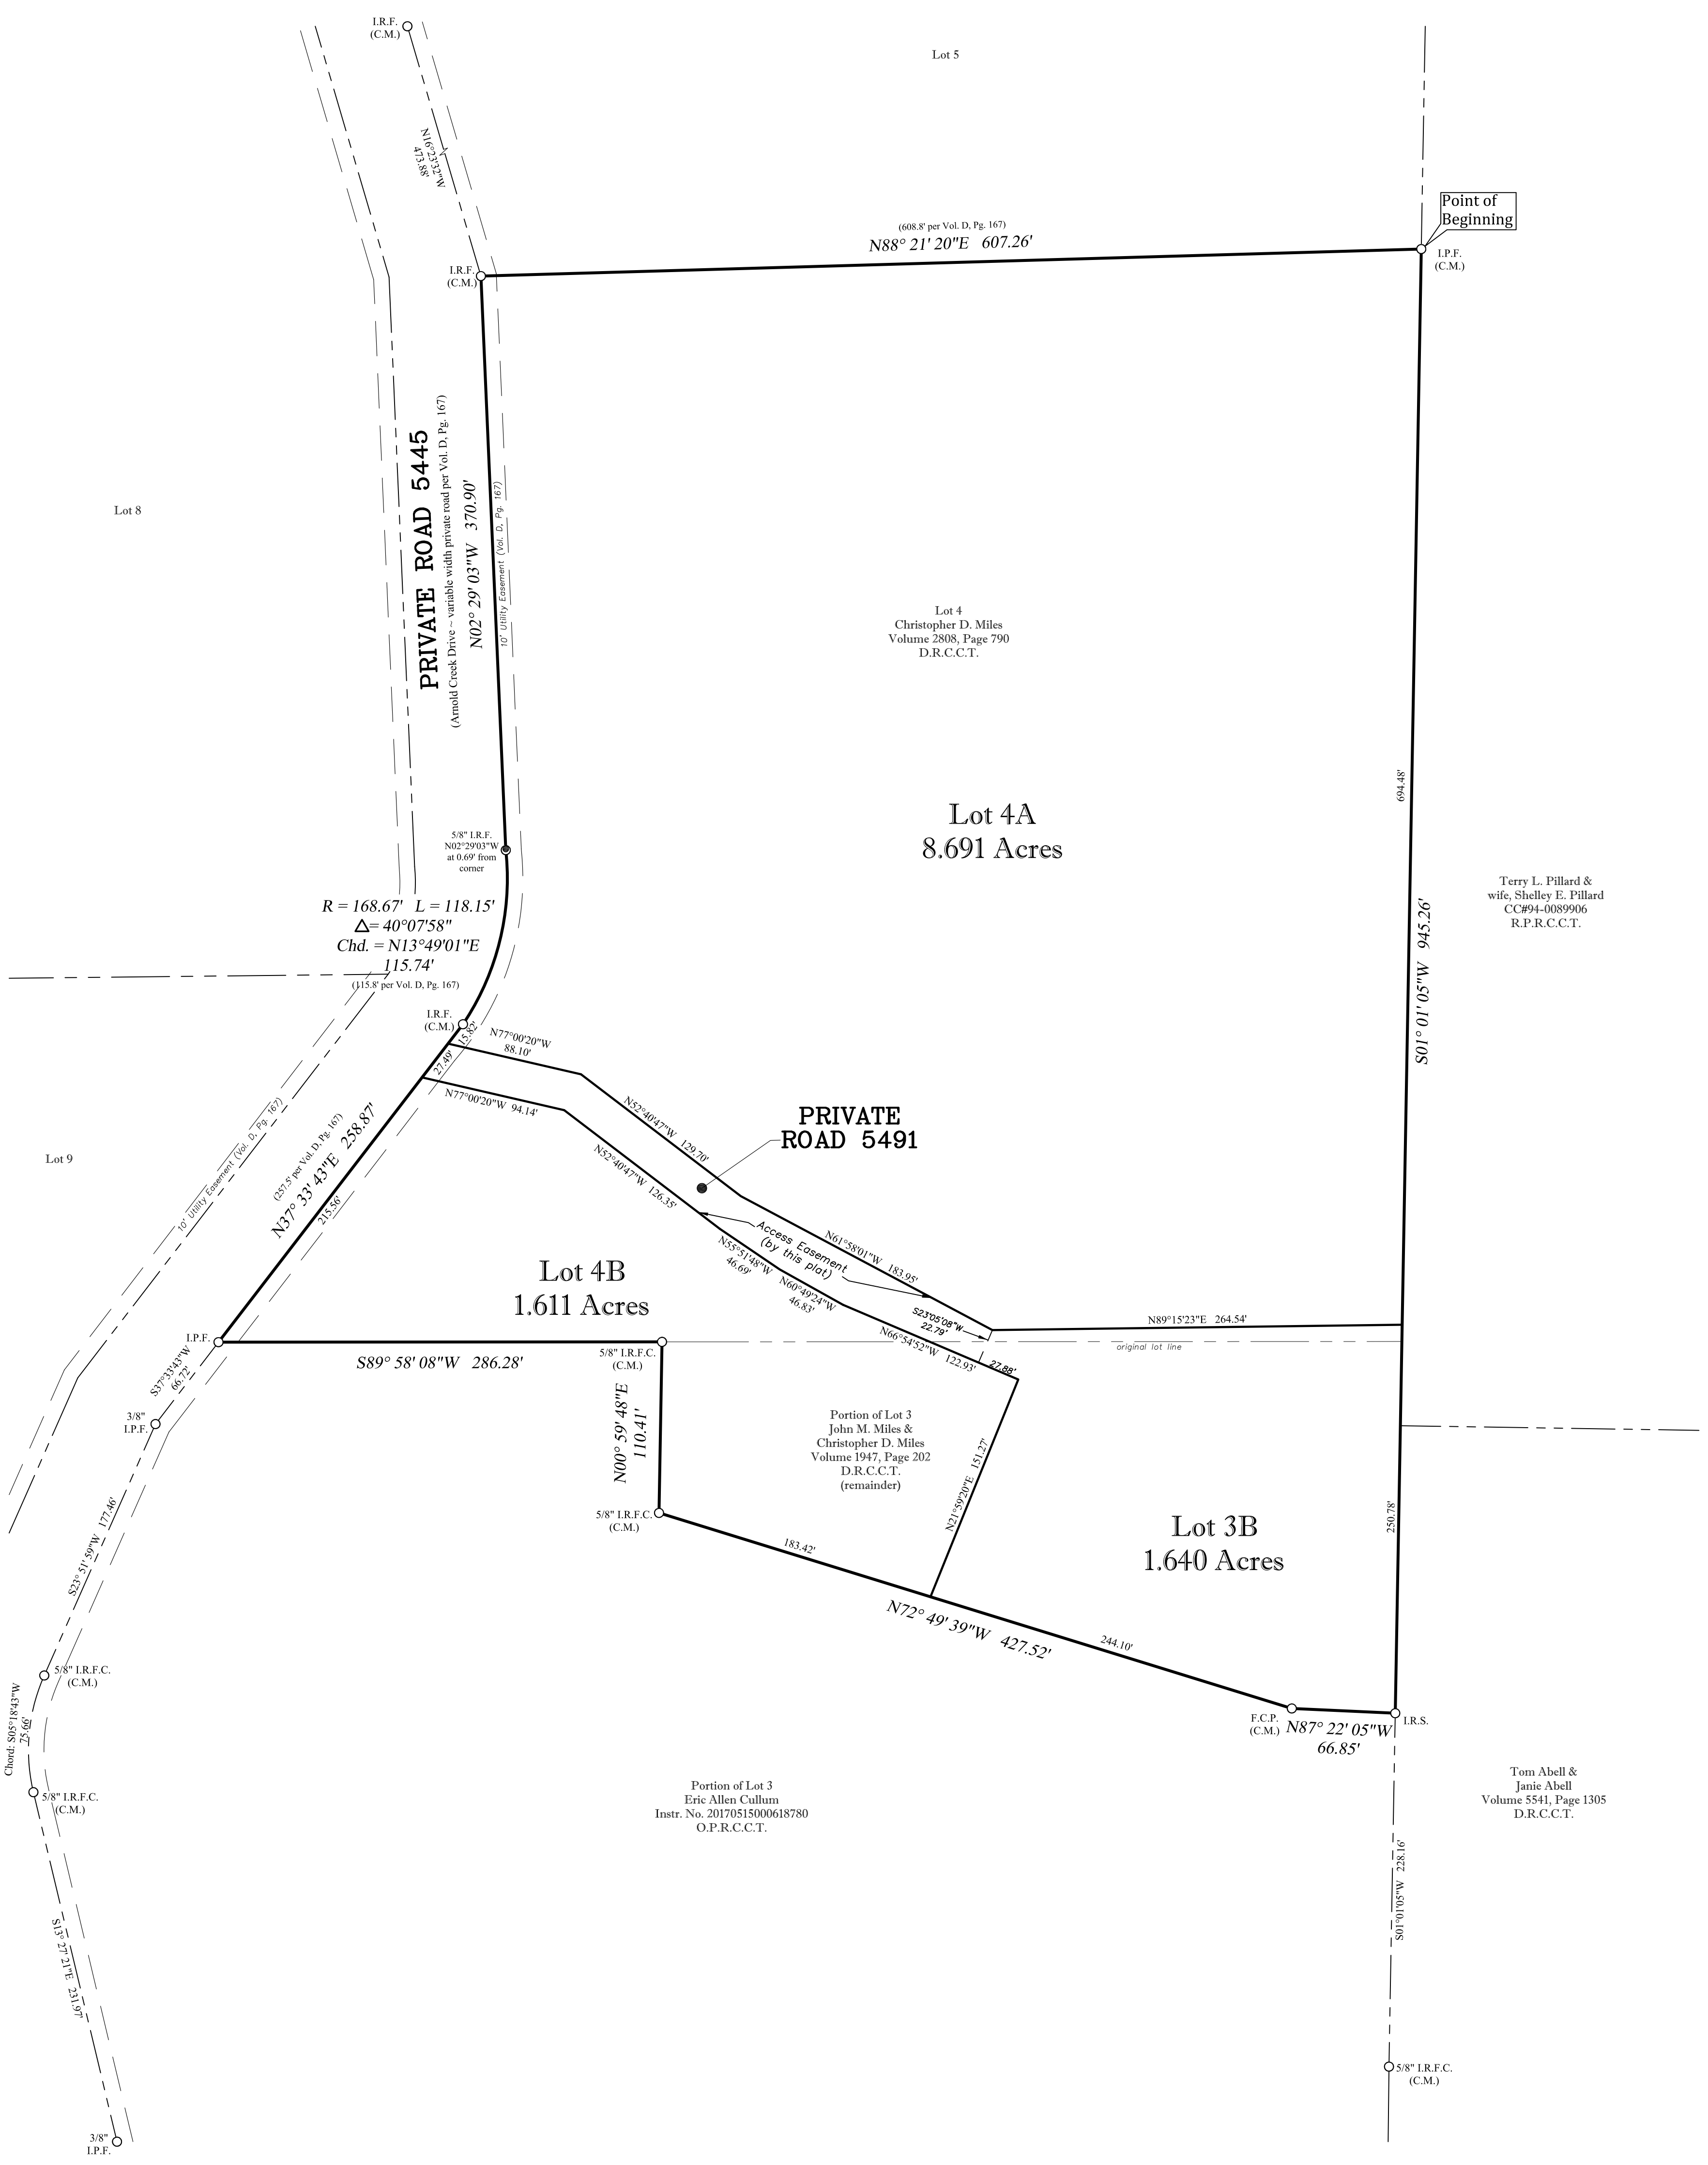 I.R.F.
(C.M.)
Lot 5
N16°23'32"W
473.88'
Point of
Beginning
(608.8' per Vol. D, Pg. 167)
N88° 21' 20"E 607.26'
I.P.F.
(C.M.)
I.R.F.
(C.M.)
PRIVATE ROAD 5445
(Arnold Creek Drive ~ variable width private road per Vol. D, Pg. 167)
N02° 29' 03"W 370.90'
10' Utility Easement (Vol. D, Pg. 167)
Lot 8
Lot 4
Christopher D. Miles
Volume 2808, Page 790
D.R.C.C.T.
694.48'
Lot 4A
8.691 Acres
5/8" I.R.F.
N02°29'03"W
at 0.69' from
corner
Terry L. Pillard &
wife, Shelley E. Pillard
CC#94-0089906
R.P.R.C.C.T.
S01° 01' 05"W 945.26'
R = 168.67' L = 118.15'
Δ= 40°07'58"
Chd. = N13°49'01"E
115.74'
(115.8' per Vol. D, Pg. 167)
I.R.F.
(C.M.)
15.82'
27.49'
N77°00'20"W
88.10'
N77°00'20"W 94.14'
N52°40'47"W 129.70'
PRIVATE
ROAD 5491
10' Utility Easement (Vol. D, Pg. 167)
(257.5' per Vol. D, Pg. 167)
N37° 33' 43"E 258.87'
215.56'
Lot 9
N52°40'47"W 126.35'
Access Easement
(by this plat)
N61°58'01"W 183.95'
N55°51'48"W
46.69'
N60°49'24"W
46.83'
Lot 4B
1.611 Acres
S23°05'08"W
22.79'
N89°15'23"E 264.54'
original lot line
I.P.F.
S37°33'43"W
66.72'
S89° 58' 08"W 286.28'
5/8" I.R.F.C.
(C.M.)
N66°54'52"W 122.93'
27.88'
N00° 59' 48"E
110.41'
3/8"
I.P.F.
Portion of Lot 3
John M. Miles &
Christopher D. Miles
Volume 1947, Page 202
D.R.C.C.T.
(remainder)
N21°59'20"E 151.27'
5/8" I.R.F.C.
(C.M.)
S23° 51' 59"W 177.46'
183.42'
Lot 3B
1.640 Acres
250.78'
N72° 49' 39"W 427.52'
244.10'
5/8" I.R.F.C.
(C.M.)
Chord: S05°18'43"W
75.66'
F.C.P.
(C.M.)
N87° 22' 05"W
66.85'
I.R.S.
5/8" I.R.F.C.
(C.M.)
Portion of Lot 3
Eric Allen Cullum
Instr. No. 20170515000618780
O.P.R.C.C.T.
Tom Abell &
Janie Abell
Volume 5541, Page 1305
D.R.C.C.T.
S01°01'05"W 228.16'
S13° 27' 21"E 231.97'
5/8" I.R.F.C.
(C.M.)
3/8"
I.P.F.